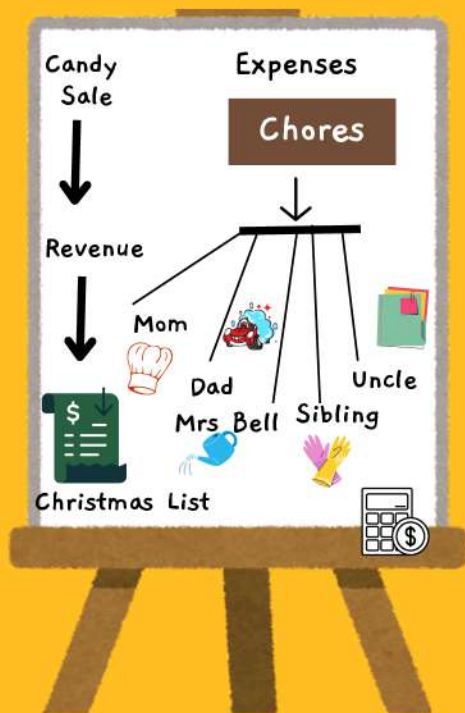 Candy
Sale
Expenses
Chores
Revenue
Mom
Dad
Uncle
Mrs Bell
Sibling
$
Christmas List
$